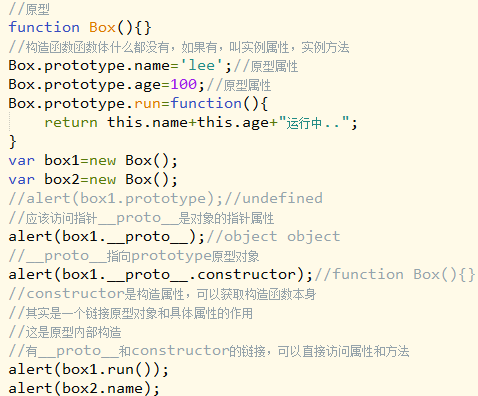 //原型
function Box(){}
//构造函数函数体什么都没有，如果有，叫实例属性，实例方法
Box.prototype.name='lee';//原型属性
Box.prototype.age=100;//原型属性
Box.prototype.run=function(){
    return this.name+this.age+"运行中..";
}
var box1=new Box();
var box2=new Box();
//alert(box1.prototype);//undefined
//应该访问指针__proto__是对象的指针属性
alert(box1.__proto__);//object object
//__proto__指向prototype原型对象
alert(box1.__proto__.constructor);//function Box(){}
//constructor是构造属性，可以获取构造函数本身
//其实是一个链接原型对象和具体属性的作用
//这是原型内部构造
//有__proto__和constructor的链接，可以直接访问属性和方法
alert(box1.run());
alert(box2.name);